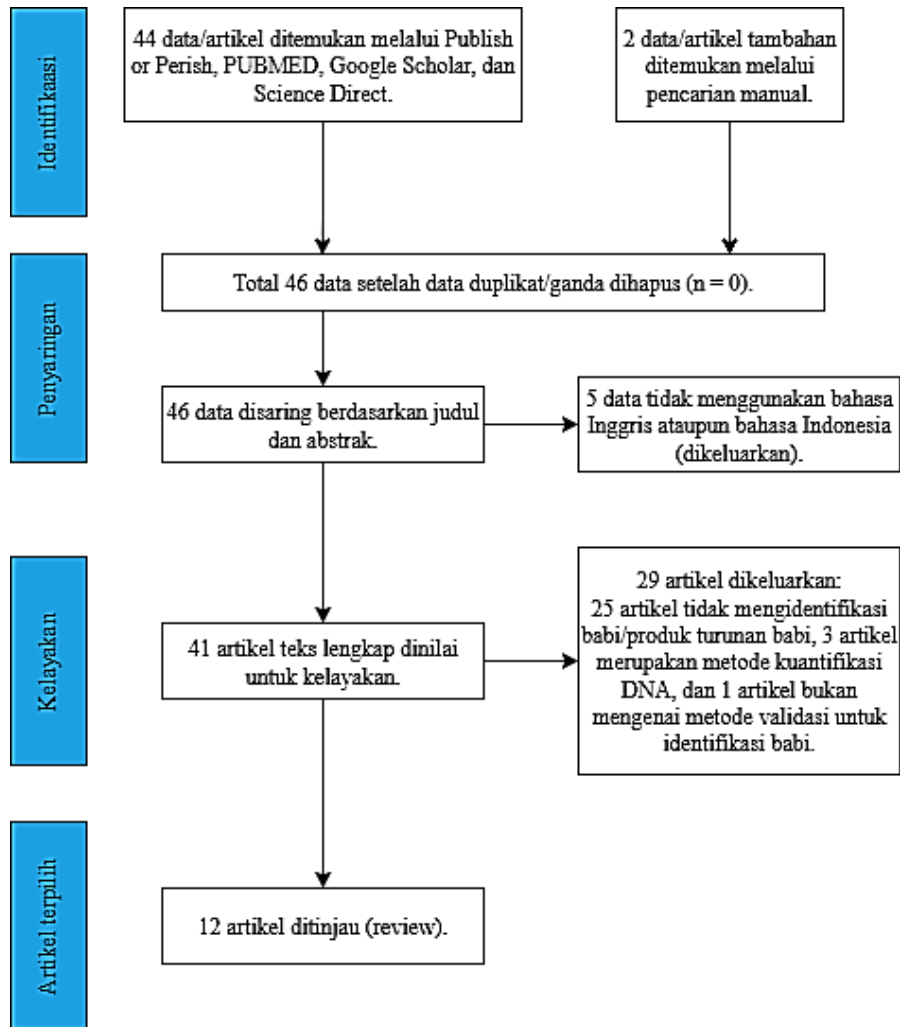 Identifikaasi
44 data/artikel ditemukan melalui Publish
or Perish, PUBMED, Google Scholar, dan
Science Direct.
2 data/artikel tambahan
ditemukan melalui
pencarian manual.
Penyaringan
Total 46 data setelah data duplikat/ganda dihapus (n = 0).
46 data disaring berdasarkan judul
dan abstrak.
5 data tidak menggunakan bahasa
Inggris ataupun bahasa Indonesia
(dikeluarkan).
Kelayakan
41 artikel teks lengkap dinilai
untuk kelayakan.
29 artikel dikeluarkan:
25 artikel tidak mengidentifikasi
babi/produk turunan babi, 3 artikel
merupakan metode kuantifikasi
DNA, dan 1 artikel bukan
mengenai metode validasi untuk
identifikasi babi.
Artikel terpilih
12 artikel ditinjau (review).